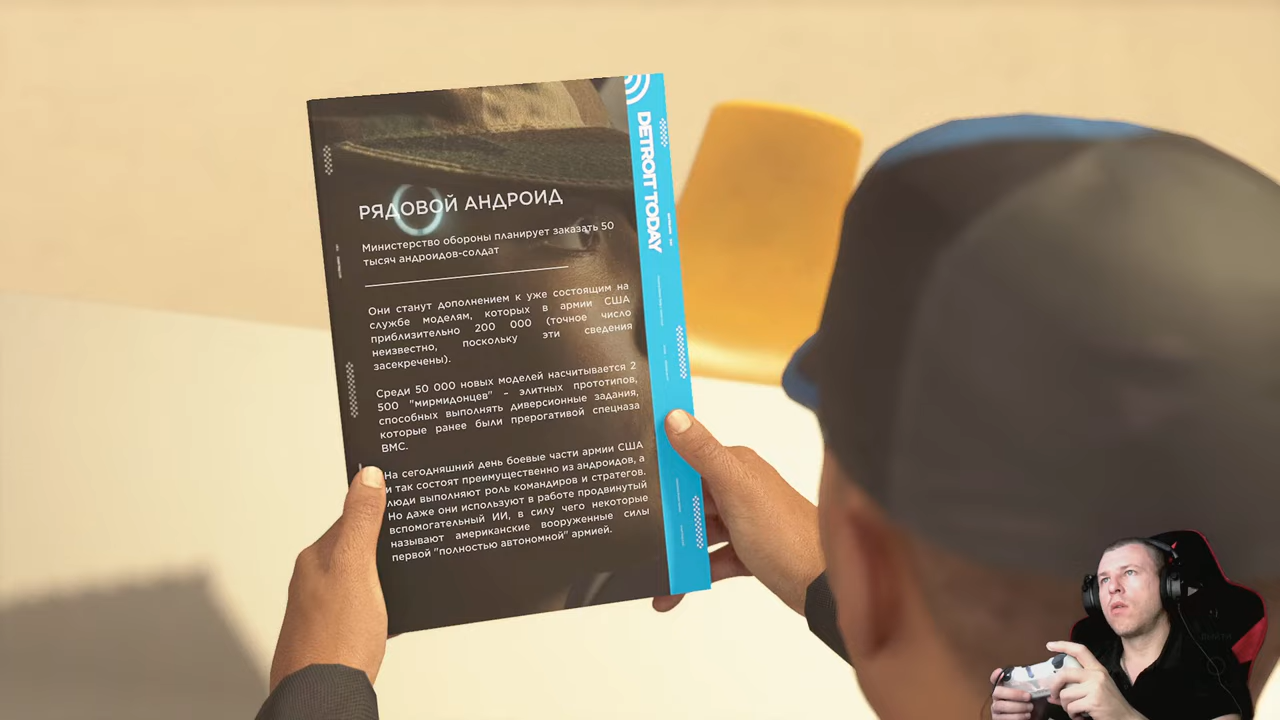 DETROIT TODAY
РЯДОВОЙ АНДРОИД
Министерство обороны планирует заказать 50
тысяч андроидов-солдат
Они станут дополнением к уже состоящим на
службе моделям, которых в армии США
приблизительно 200 000 (точное число
неизвестно, поскольку эти сведения
засекречены).
Среди 50 000 новых моделей насчитывается 2
500 "мирмидонцев" – элитных прототипов,
способных выполнять диверсионные задания,
которые ранее были прерогативой спецназа
ВМС.
На сегодняшний день боевые части армии США
и так состоят преимущественно из андроидов, а
люди выполняют роль командиров и стратегов.
Но даже они используют в работе продвинутый
вспомогательный ИИ, в силу чего некоторые
называют американские вооруженные силы
первой "полностью автономной" армией.